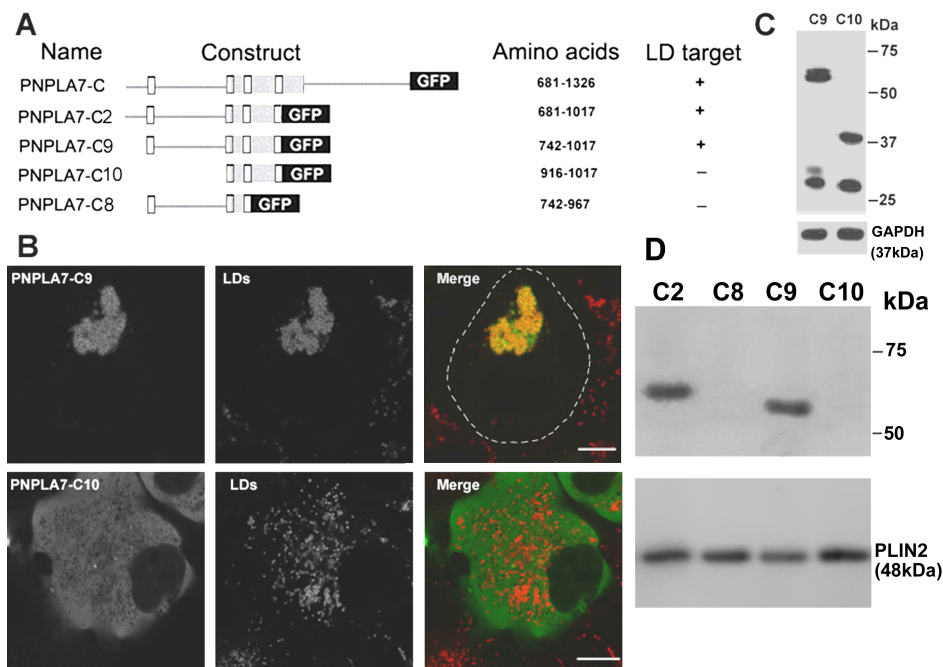 A
Name Construct Amino acids LD target
PNPLA7-C GFP 681-1326 +
PNPLA7-C2 GFP 681-1017 +
PNPLA7-C9 GFP 742-1017 +
PNPLA7-C10 GFP 916-1017 –
PNPLA7-C8 GFP 742-967 –
B
PNPLA7-C9 LDs Merge
PNPLA7-C10 LDs Merge
C
C9 C10 kDa
75
50
37
25
GAPDH
(37kDa)
D
C2 C8 C9 C10 kDa
75
50
PLIN2
(48kDa)